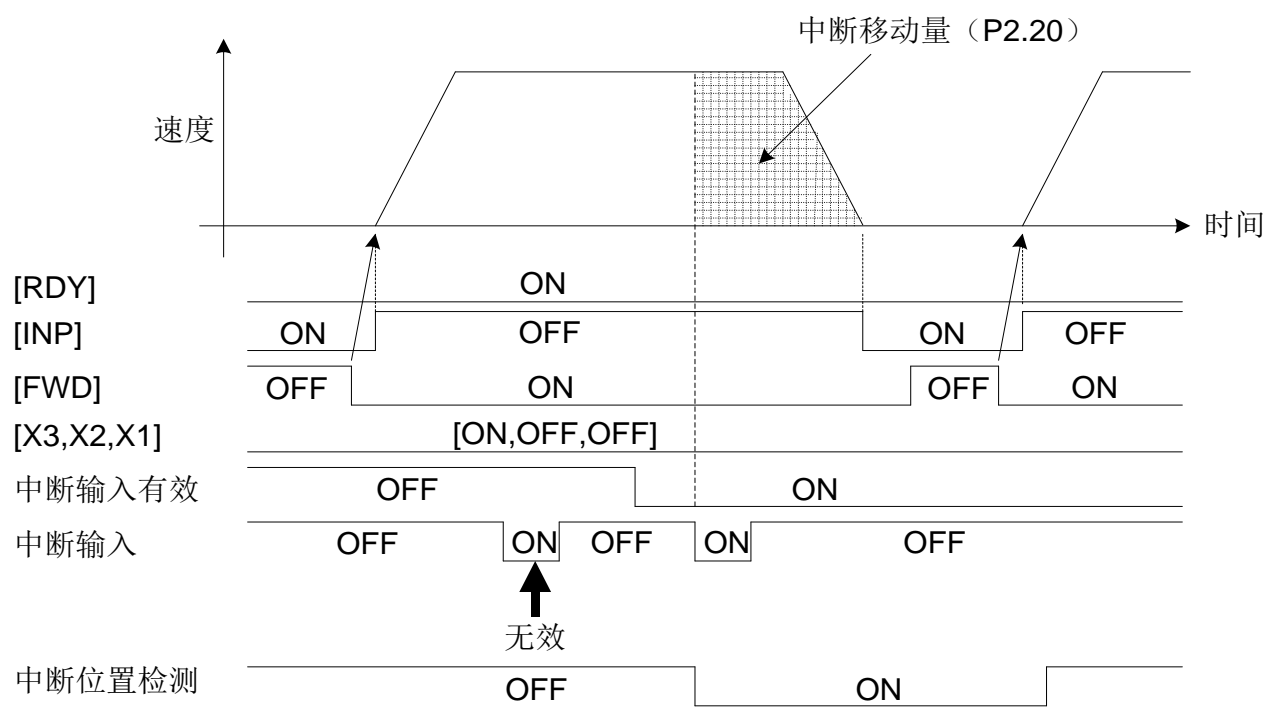 中断移动量（P2.20）
速度
时间
[RDY] ON
[INP] ON OFF ON OFF
[FWD] OFF ON OFF ON
[X3,X2,X1] [ON,OFF,OFF]
中断输入有效 OFF ON
中断输入 OFF ON OFF ON OFF
无效
中断位置检测 OFF ON